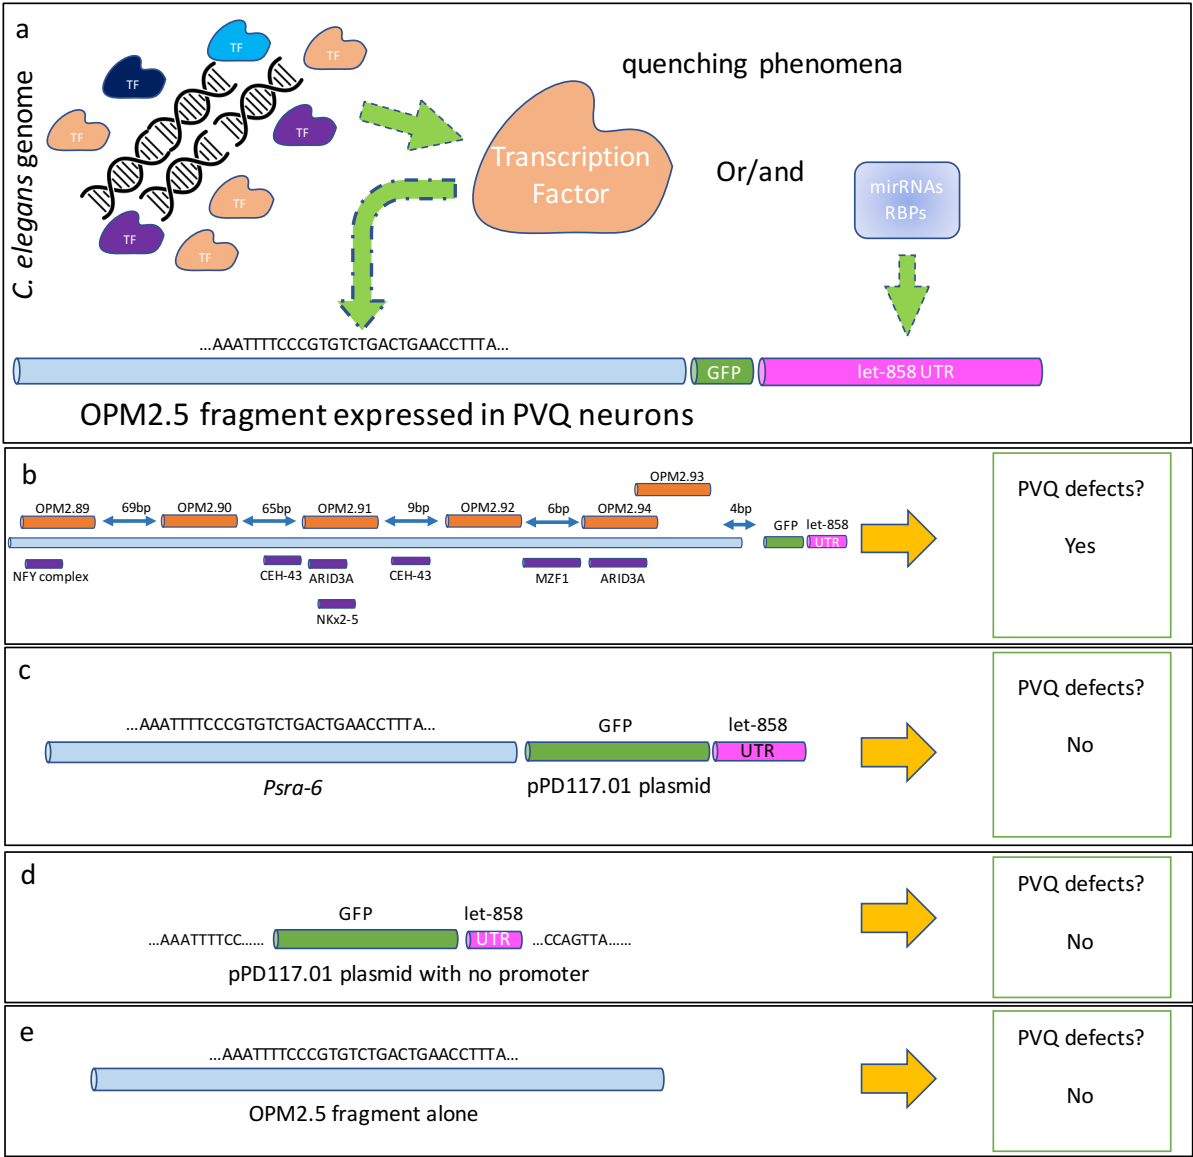 a
C. elegans genome
TF
TF
TF
TF
TF
TF
TF
TF
quenching phenomena
Transcription
Factor
Or/and
mirRNAs
RBPs
...AAATTTTCCCGTGTCTGACTGAACCTTTA...
GFP
let-858 UTR
OPM2.5 fragment expressed in PVQ neurons
b
OPM2.89
69bp
OPM2.90
65bp
OPM2.91
9bp
OPM2.92
6bp
OPM2.93
OPM2.94
4bp
GFP
let-858
UTR
NFY complex
CEH-43
ARID3A
NKx2-5
CEH-43
MZF1
ARID3A
PVQ defects?
Yes
c
...AAATTTTCCCGTGTCTGACTGAACCTTTA...
GFP
let-858
UTR
Psra-6
pPD117.01 plasmid
PVQ defects?
No
d
GFP
let-858
...AAATTTTCC......
UTR
...CCAGTTA......
pPD117.01 plasmid with no promoter
PVQ defects?
No
e
...AAATTTTCCCGTGTCTGACTGAACCTTTA...
OPM2.5 fragment alone
PVQ defects?
No